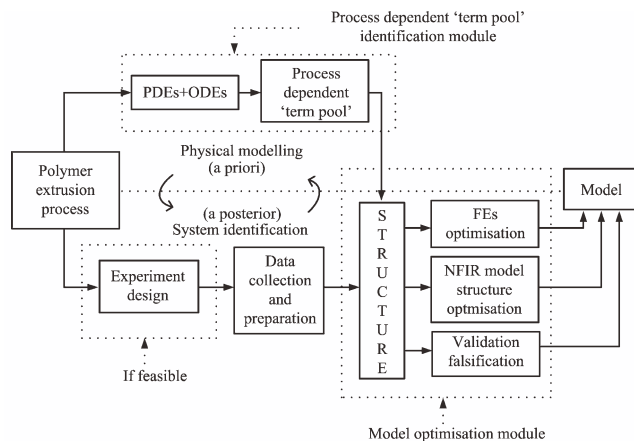 Process dependent ‘term pool’
identification module
PDEs+ODEs
Process
dependent
‘term pool’
Polymer
extrusion
process
Physical modelling
(a priori)
(a posterior)
System identification
Experiment
design
Data
collection
and
preparation
If feasible
S
T
R
U
C
T
U
R
E
FEs
optimisation
NFIR model
structure
optmisation
Validation
falsification
Model
Model optimisation module